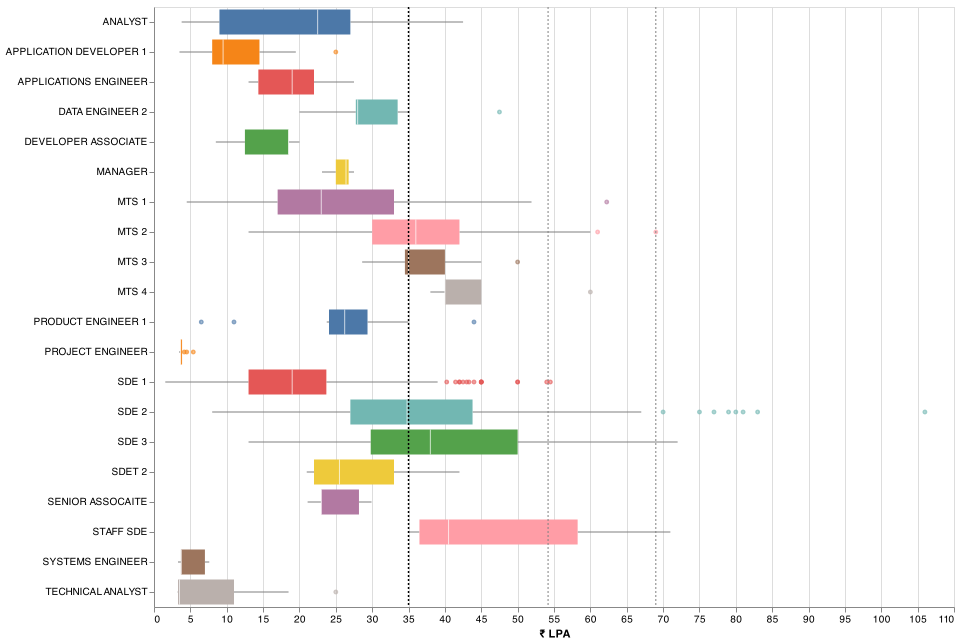 ANALYST
APPLICATION DEVELOPER 1
APPLICATIONS ENGINEER
DATA ENGINEER 2
DEVELOPER ASSOCIATE
MANAGER
MTS 1
MTS 2
MTS 3
MTS 4
PRODUCT ENGINEER 1
PROJECT ENGINEER
SDE 1
SDE 2
SDE 3
SDET 2
SENIOR ASSOCAITE
STAFF SDE
SYSTEMS ENGINEER
TECHNICAL ANALYST
0 5 10 15 20 25 30 35 40 45 50 55 60 65 70 75 80 85 90 95 100 110
₹ LPA